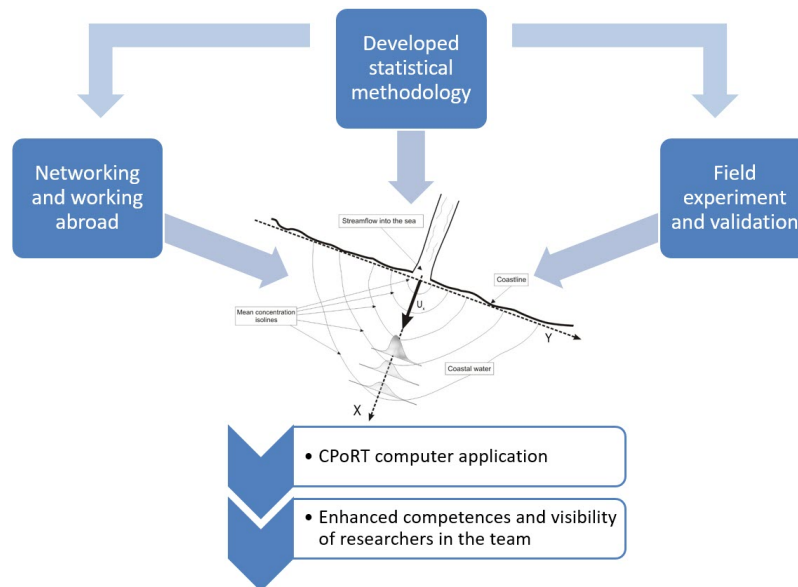 Developed
statistical
methodology
Networking
and working
abroad
Field
experiment
and validation
Streamflow into the sea
Coastline
Mean concentration
isolines
Uₓ
Y
Coastal water
X
• CPoRT computer application
• Enhanced competences and visibility
of researchers in the team